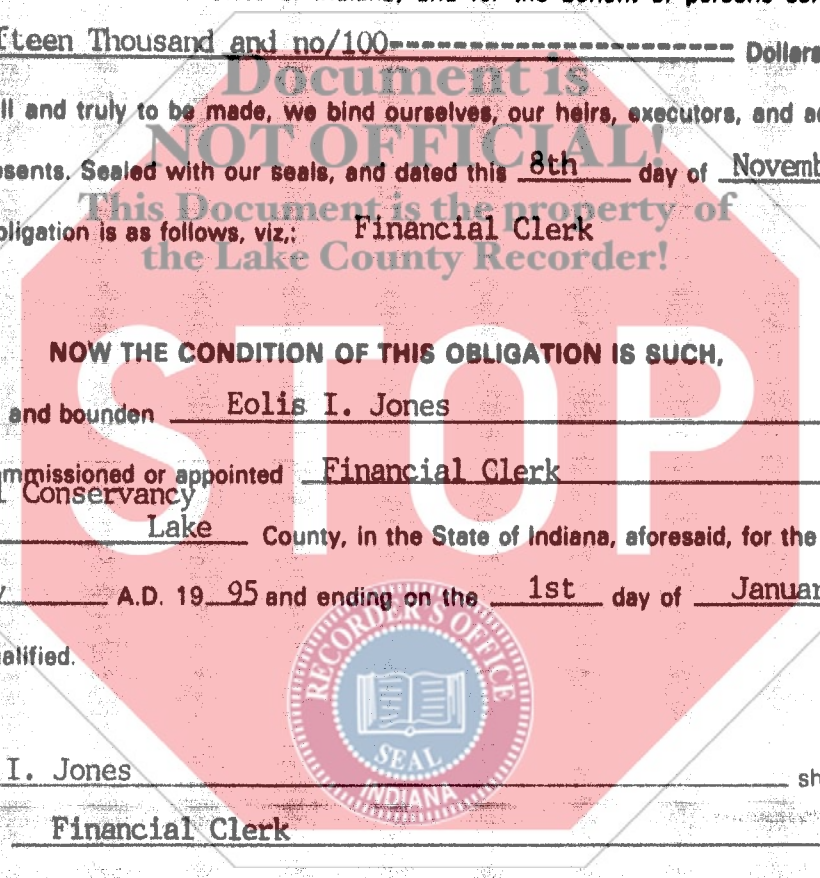 fteen Thousand and no/100------------------------ Dollars
Document is
ll and truly to be made, we bind ourselves, our heirs, executors, and a
NOT OFFICIAL!
esents. Sealed with our seals, and dated this 8th day of Novemb
This Document is the property of
bligation is as follows, viz,: Financial Clerk
the Lake County Recorder!
STOP
NOW THE CONDITION OF THIS OBLIGATION IS SUCH,
and bounden Eolis I. Jones
mmissioned or appointed Financial Clerk
Conservancy
Lake County, in the State of Indiana, aforesaid, for the
A.D. 19 95 and ending on the 1st day of Januar
RECORDER'S OFFICE
alified.
SEAL
INDIANA
I. Jones sh
Financial Clerk